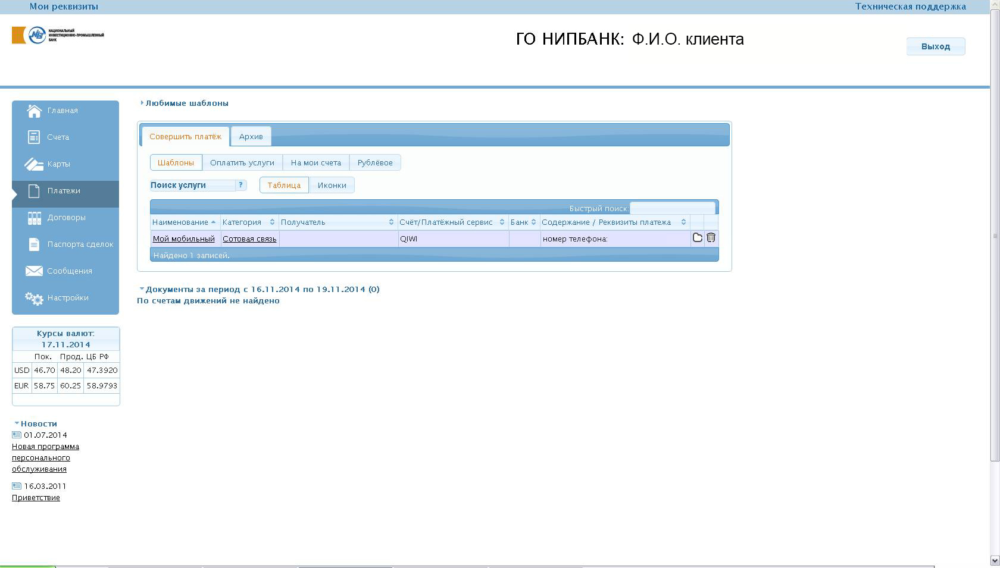 Мои реквизиты
Техническая поддержка
НАЦИОНАЛЬНЫЙ
ИНВЕСТИЦИОННО-ПРОМЫШЛЕННЫЙ
БАНК
ГО НИПБАНК: Ф.И.О. клиента
Выход
Главная
Счета
Карты
Платежи
Договоры
Паспорта сделок
Сообщения
Настройки
Курсы валют:
17.11.2014
Пок. Прод. ЦБ РФ
USD 46.70 48.20 47.3920
EUR 58.75 60.25 58.9793
Новости
01.07.2014
Новая программа
персонального
обслуживания
16.03.2011
Приветствие
Любимые шаблоны
Совершить платёж Архив
Шаблоны Оплатить услуги На мои счета Рублёвое
Поиск услуги ? Таблица Иконки
Быстрый поиск:
Наименование Категория Получатель Счёт/Платёжный сервис Банк Содержание / Реквизиты платежа
Мой мобильный Сотовая связь QIWI номер телефона:
Найдено 1 записей.
Документы за период с 16.11.2014 по 19.11.2014 (0)
По счетам движений не найдено